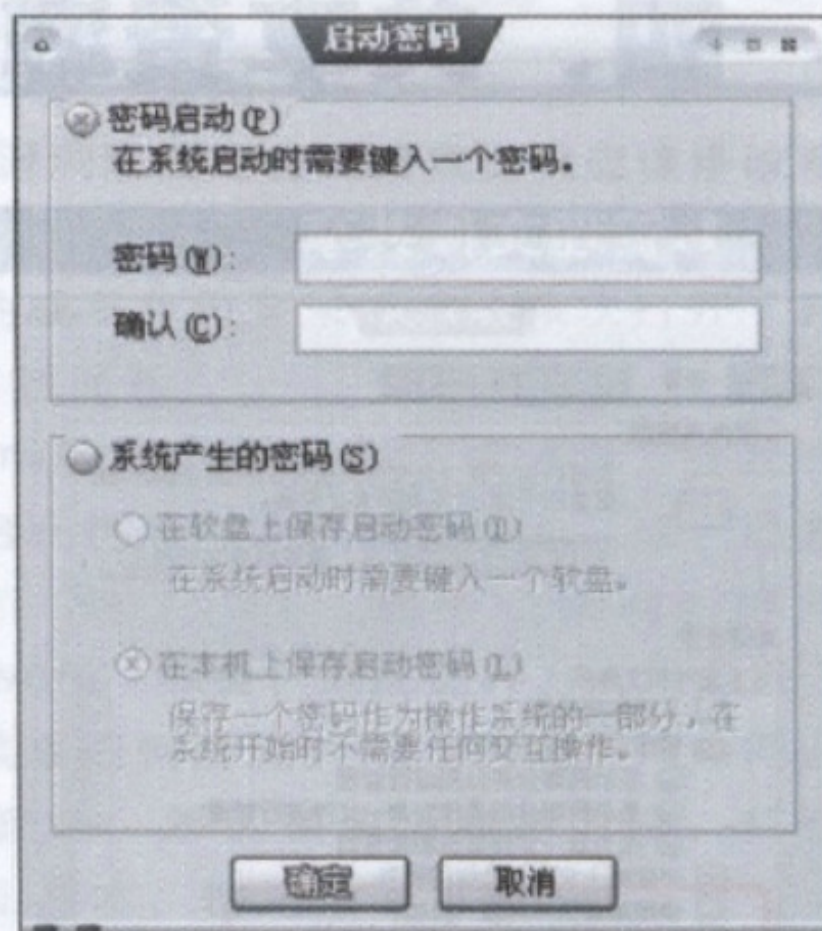 启动密码
密码启动(P)
在系统启动时需要键入一个密码。
密码(W):
确认(C):
系统产生的密码(S)
在软盘上保存启动密码(D)
在系统启动时需要键入一个软盘。
在本机上保存启动密码(L)
保存一个密码作为操作系统的一部分，在
系统开始时不需要任何交互操作。
确定
取消